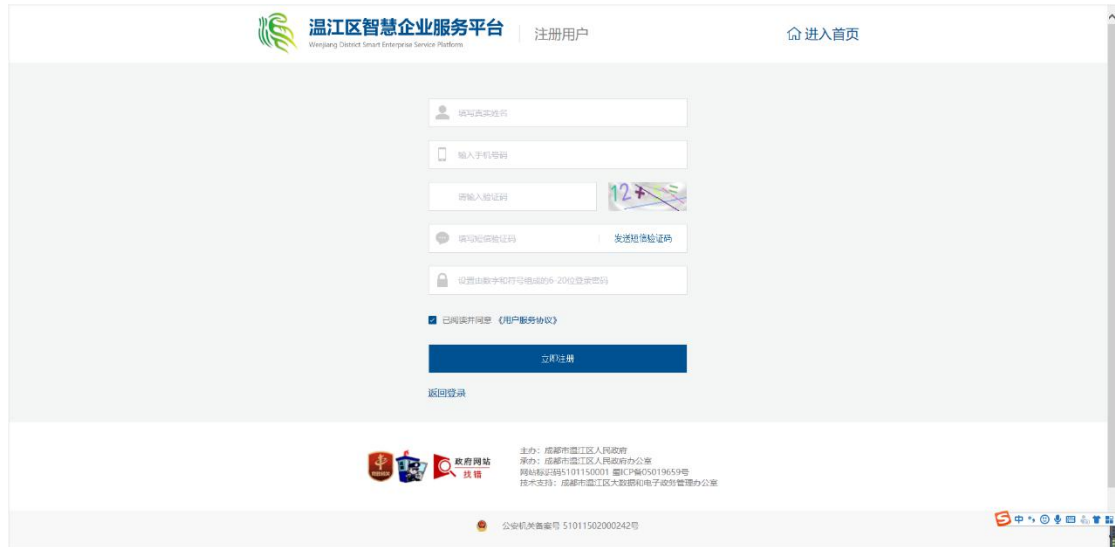 温江区智慧企业服务平台
Wenjiang District Smart Enterprise Service Platform
注册用户
进入首页
填写真实姓名
输入手机号码
请输入验证码
填写短信验证码
发送短信验证码
设置由数字和符号组成的6-20位登录密码
已阅读并同意 《用户服务协议》
立即注册
返回登录
政府网站
找错
主办：成都市温江区人民政府
承办：成都市温江区人民政府办公室
网站标识码5101150001 蜀ICP备05019659号
技术支持：成都市温江区大数据和电子政务管理办公室
公安机关备案号 51011502000242号
中